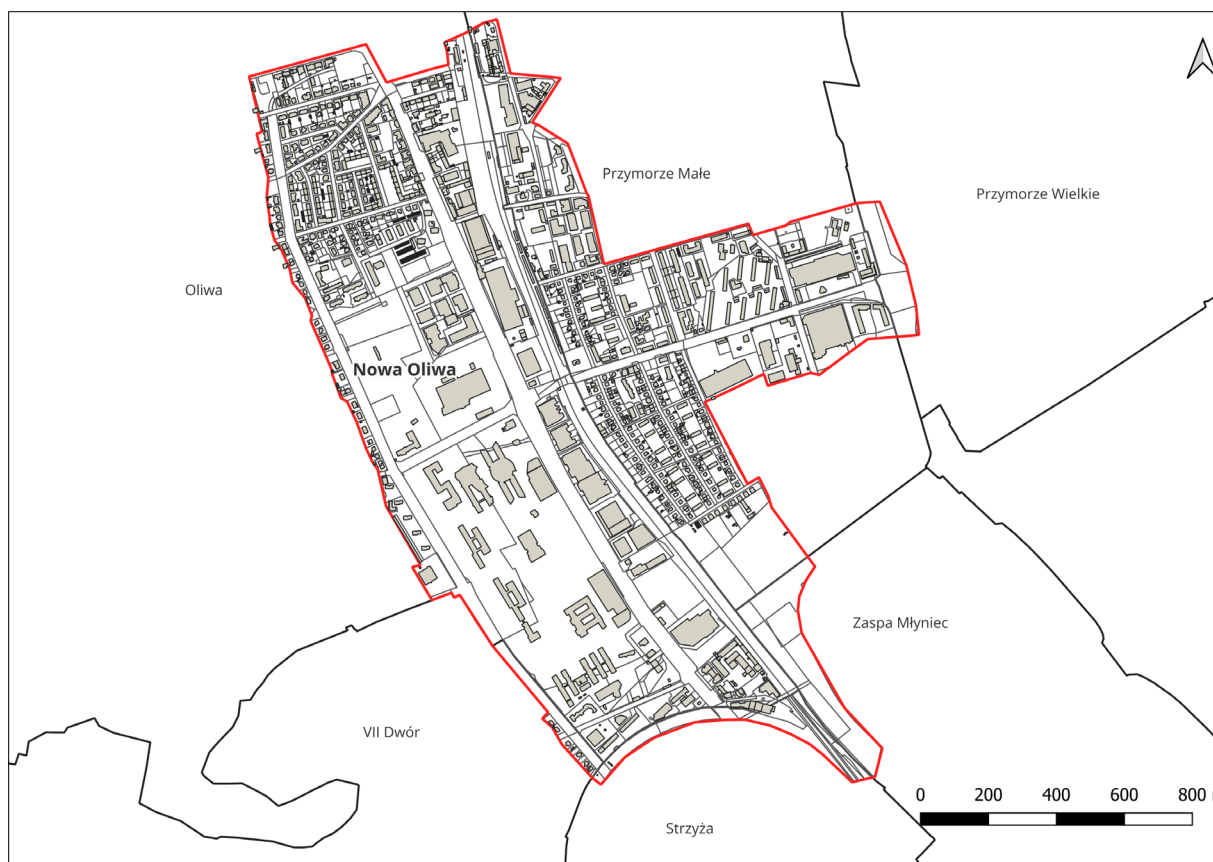 Przymorze Małe
Przymorze Wielkie
Oliwa
Nowa Oliwa
Zaspa Młyniec
VII Dwór
Strzyża
0 200 400 600 800